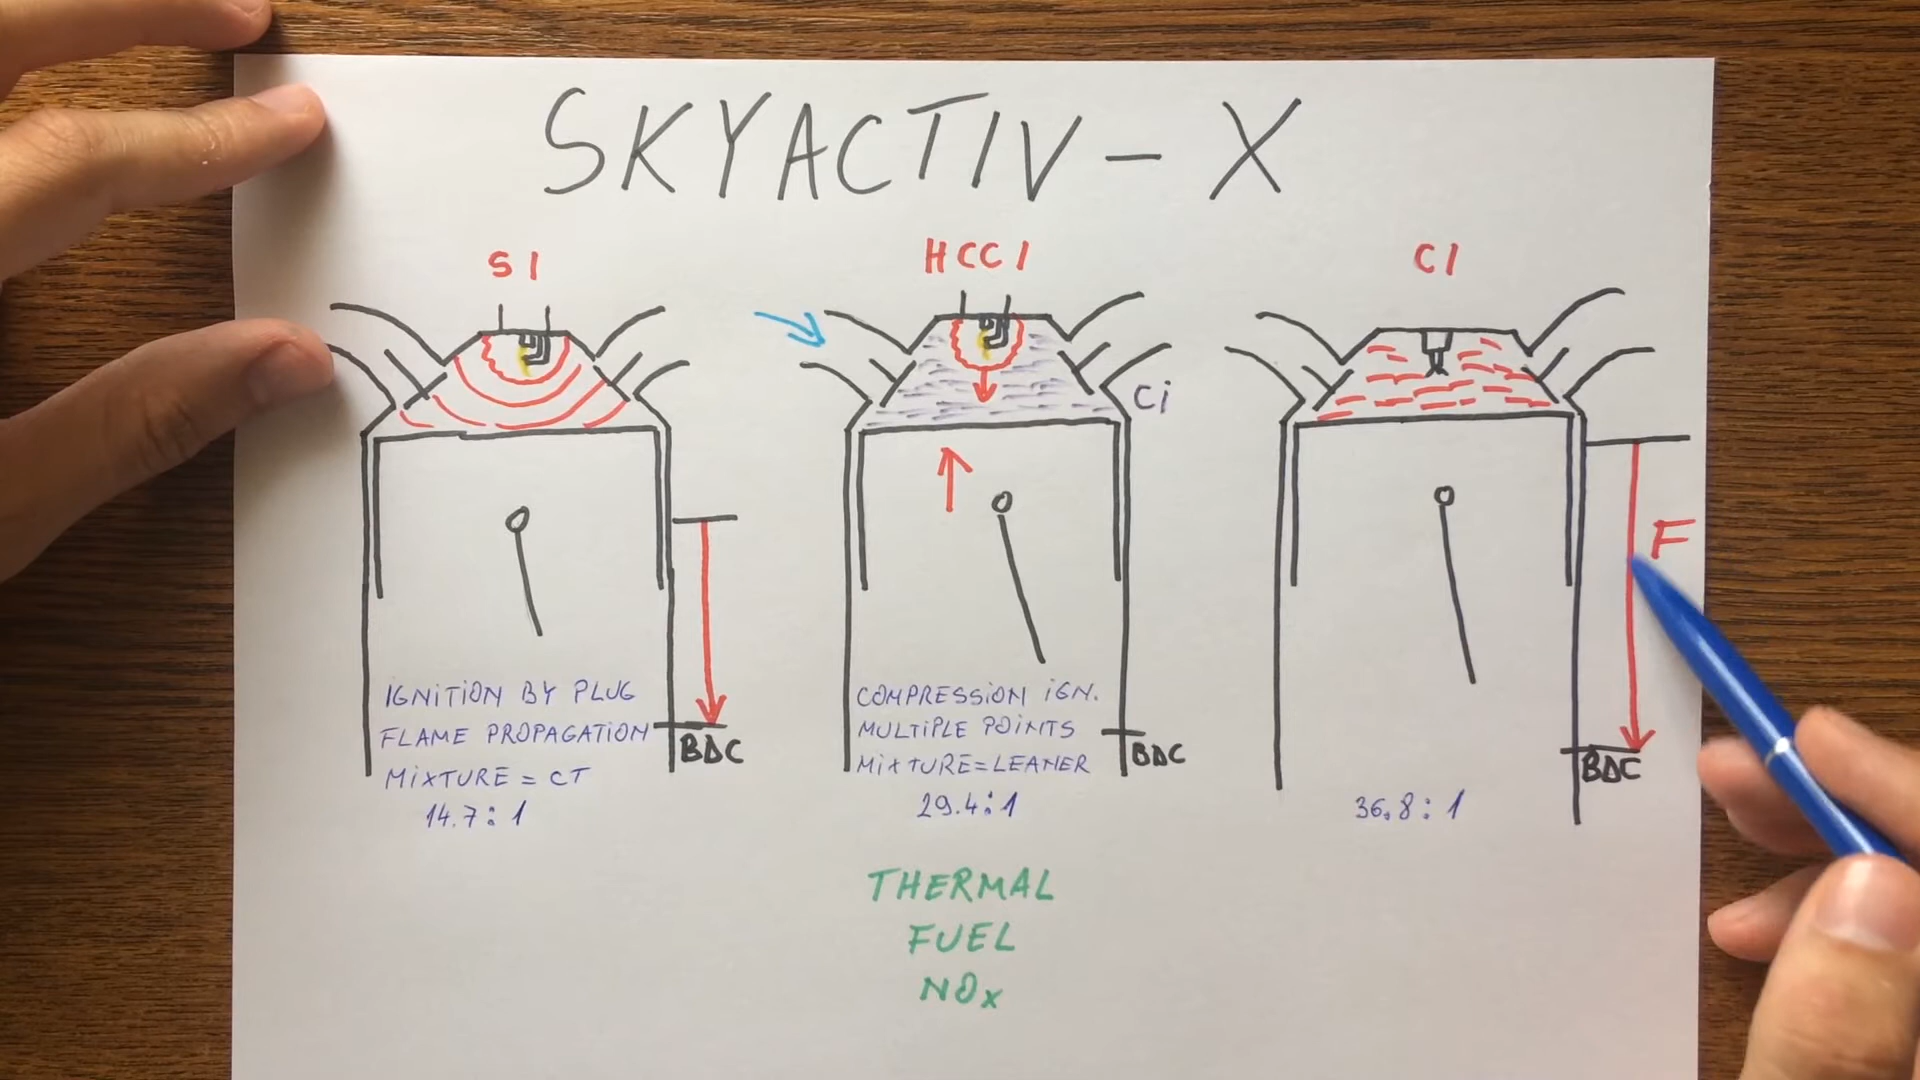 SKYACTIV - X
SI
HCCI
CI
Ci
F
IGNITION BY PLUG
FLAME PROPAGATION
MIXTURE = CT
14.7:1
BDC
COMPRESSION IGN.
MULTIPLE POINTS
MIXTURE=LEANER
29.4:1
BDC
36.8:1
BDC
THERMAL
FUEL
NOx